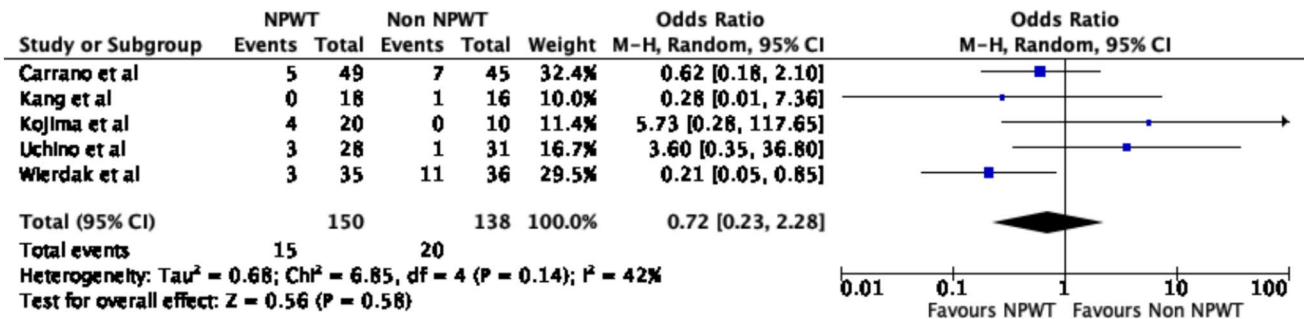 NPWT Non NPWT Odds Ratio Odds Ratio
Study or Subgroup Events Total Events Total Weight M-H, Random, 95% CI M-H, Random, 95% CI
Carrano et al 5 49 7 45 32.4% 0.62 [0.18, 2.10]
Kang et al 0 18 1 16 10.0% 0.28 [0.01, 7.36]
Kojima et al 4 20 0 10 11.4% 5.73 [0.28, 117.65]
Uchino et al 3 28 1 31 16.7% 3.60 [0.35, 36.80]
Wierdak et al 3 35 11 36 29.5% 0.21 [0.05, 0.85]
Total (95% CI) 150 138 100.0% 0.72 [0.23, 2.28]
Total events 15 20
Heterogeneity: Tau² = 0.68; Chi² = 6.85, df = 4 (P = 0.14); I² = 42%
Test for overall effect: Z = 0.56 (P = 0.58)
0.01 0.1 1 10 100
Favours NPWT Favours Non NPWT